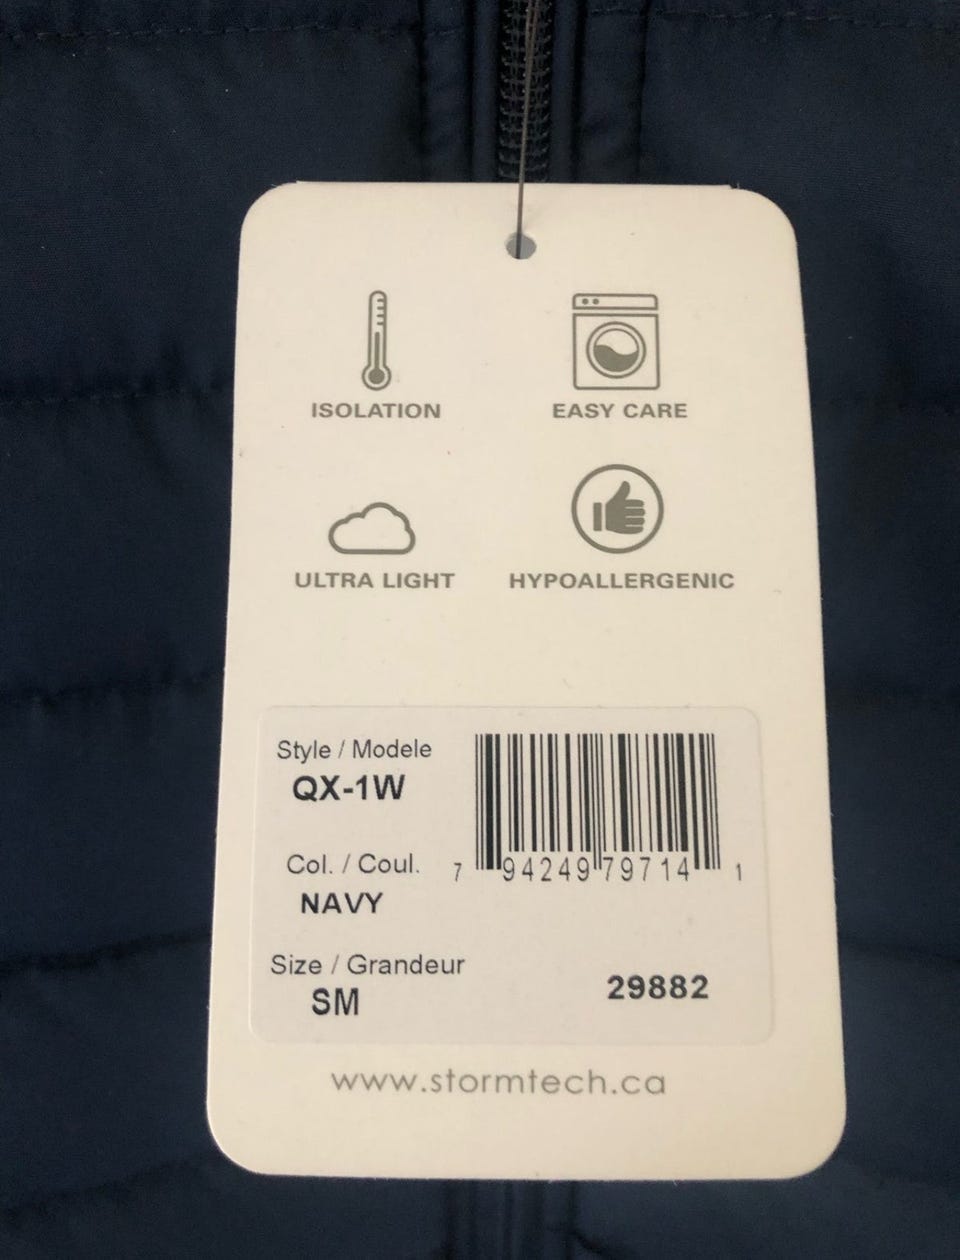 ISOLATION
EASY CARE
ULTRA LIGHT
HYPOALLERGENIC
Style / Modele
QX-1W
Col. / Coul.
NAVY
Size / Grandeur
SM
7 94249 79714 1
29882
www.stormtech.ca